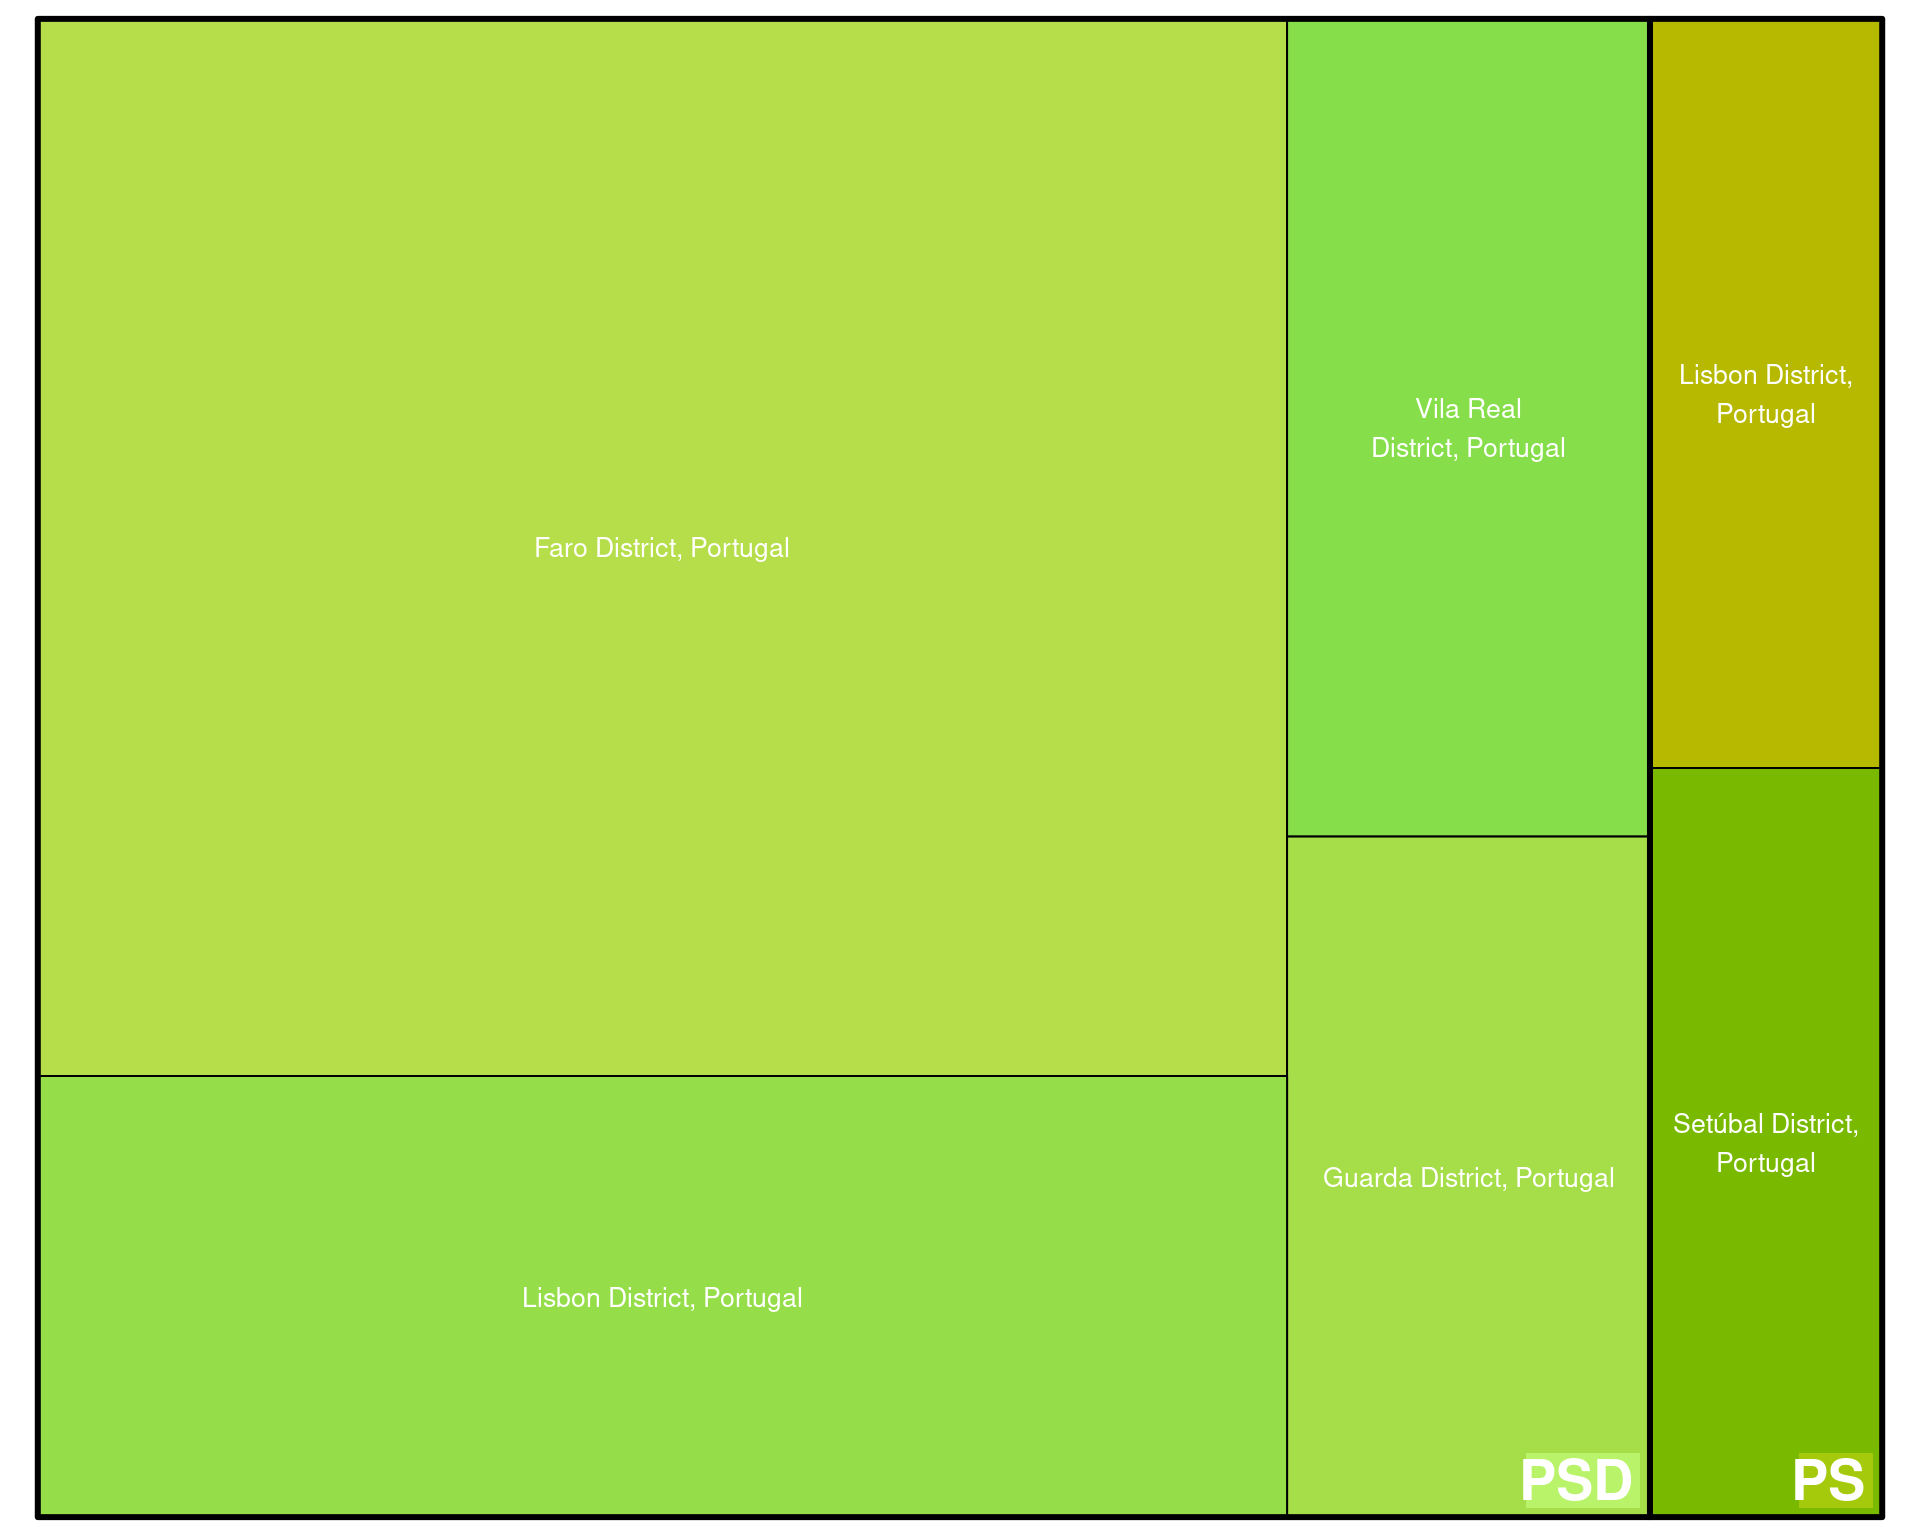 Faro District, Portugal
Lisbon District, Portugal
Vila Real
District, Portugal
Guarda District, Portugal
PSD
Lisbon District,
Portugal
Setúbal District,
Portugal
PS